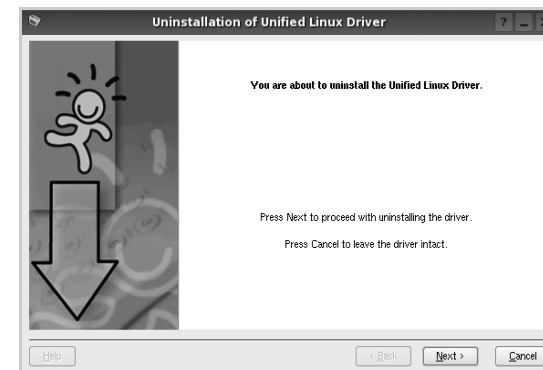 Uninstallation of Unified Linux Driver
You are about to uninstall the Unified Linux Driver.
Press Next to proceed with uninstalling the driver.
Press Cancel to leave the driver intact.
Help
< Back
Next >
Cancel